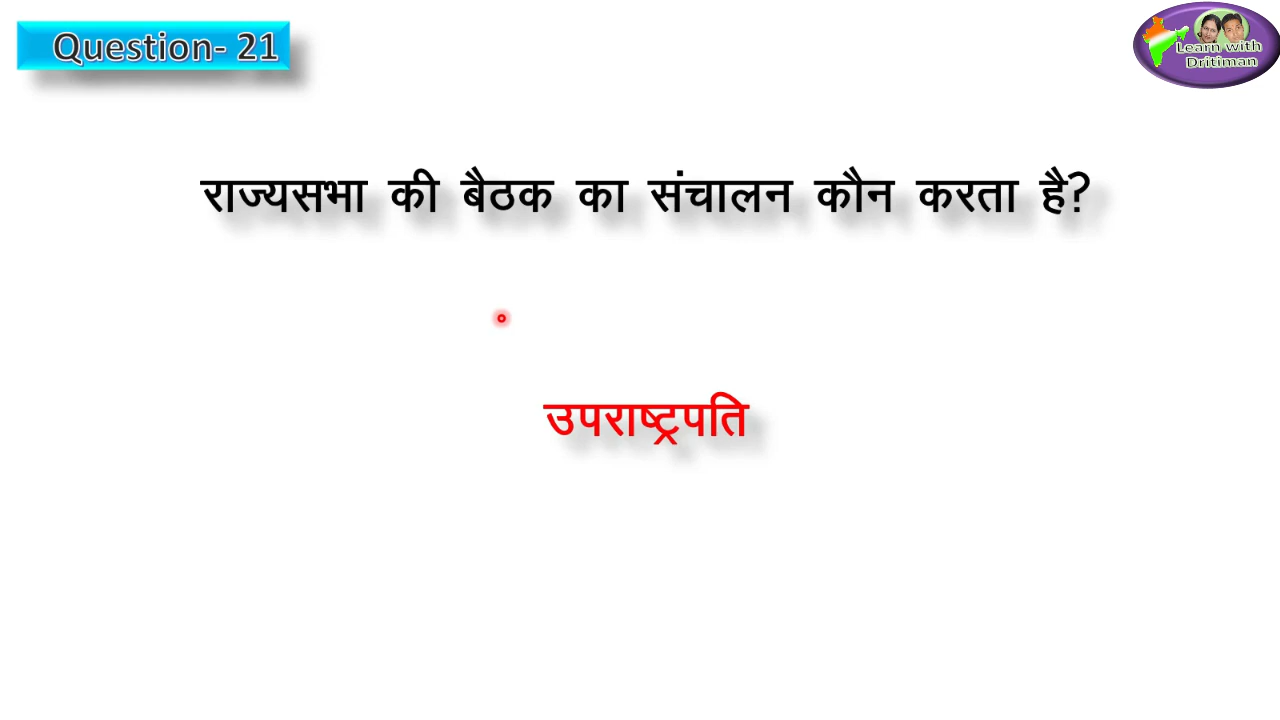 Question- 21
Learn with
Dritiman
राज्यसभा की बैठक का संचालन कौन करता है?
उपराष्ट्रपति